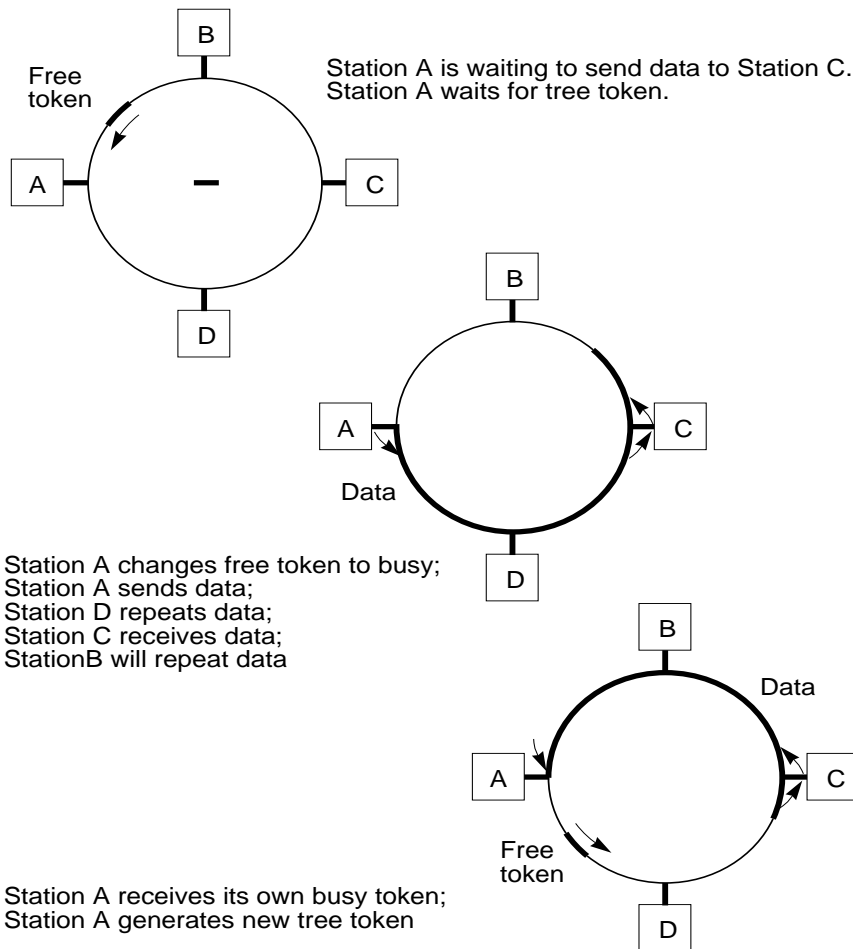 B
Free
token
Station A is waiting to send data to Station C.
Station A waits for tree token.
A
C
D
B
A
C
Data
D
Station A changes free token to busy;
Station A sends data;
Station D repeats data;
Station C receives data;
StationB will repeat data
B
Data
A
C
Free
token
D
Station A receives its own busy token;
Station A generates new tree token